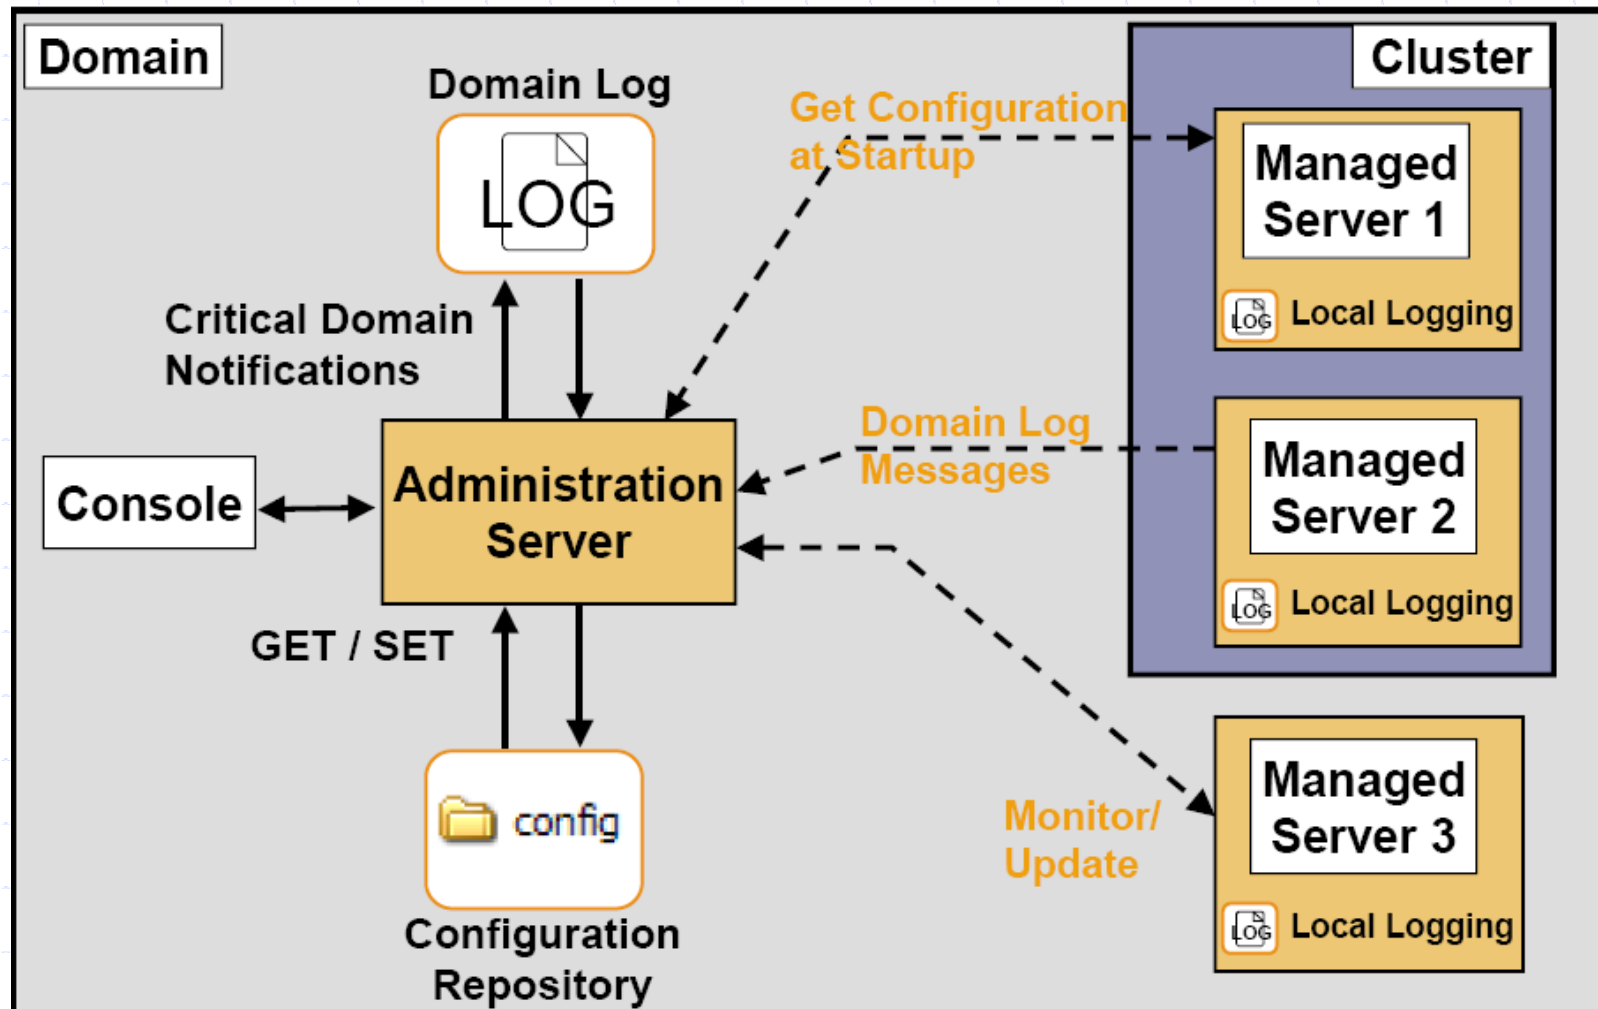 Domain
Domain Log
LOG
Critical Domain
Notifications
Console
Administration
Server
GET / SET
config
Configuration
Repository
Get Configuration
at Startup
Domain Log
Messages
Monitor/
Update
Cluster
Managed
Server 1
LOG
Local Logging
Managed
Server 2
LOG
Local Logging
Managed
Server 3
LOG
Local Logging